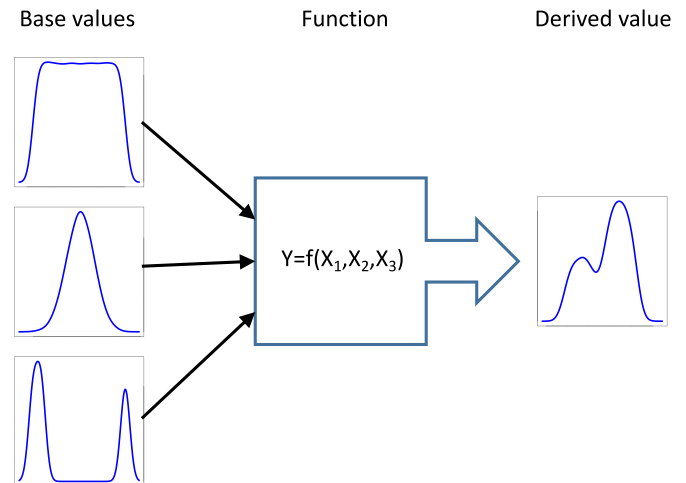 Base values
Function
Derived value
Y=f(X₁,X₂,X₃)